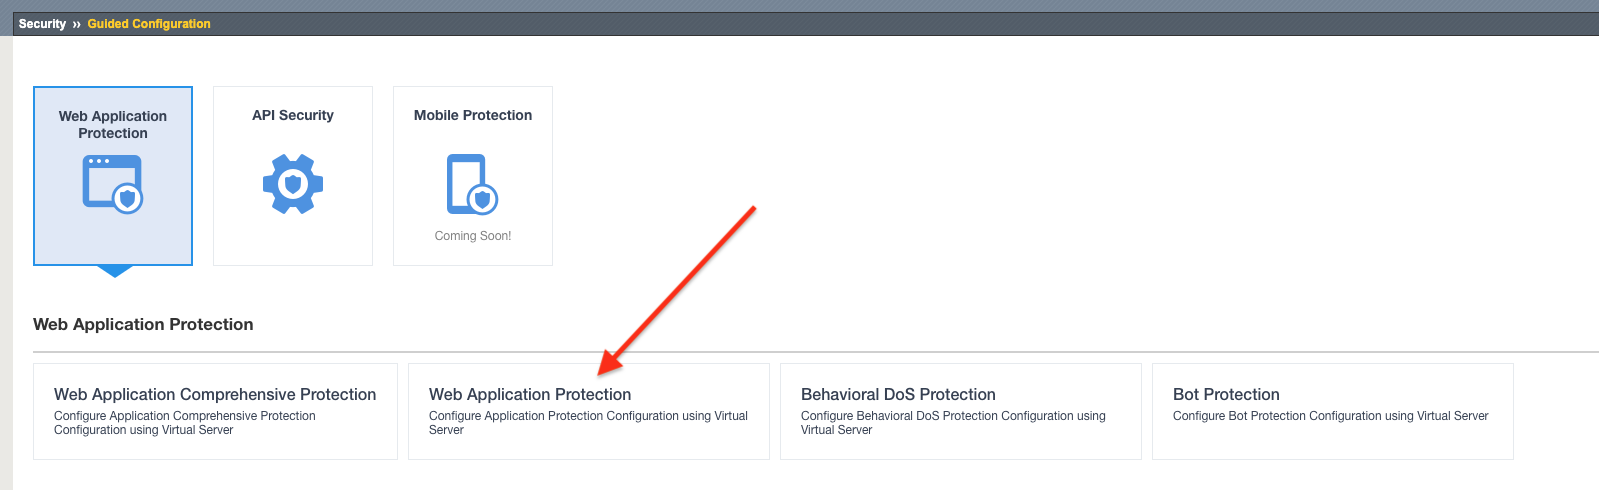 Security » Guided Configuration
Web Application
Protection
API Security
Mobile Protection
Coming Soon!
Web Application Protection
Web Application Comprehensive Protection
Configure Application Comprehensive Protection
Configuration using Virtual Server
Web Application Protection
Configure Application Protection Configuration using Virtual
Server
Behavioral DoS Protection
Configure Behavioral DoS Protection Configuration using
Virtual Server
Bot Protection
Configure Bot Protection Configuration using Virtual Server